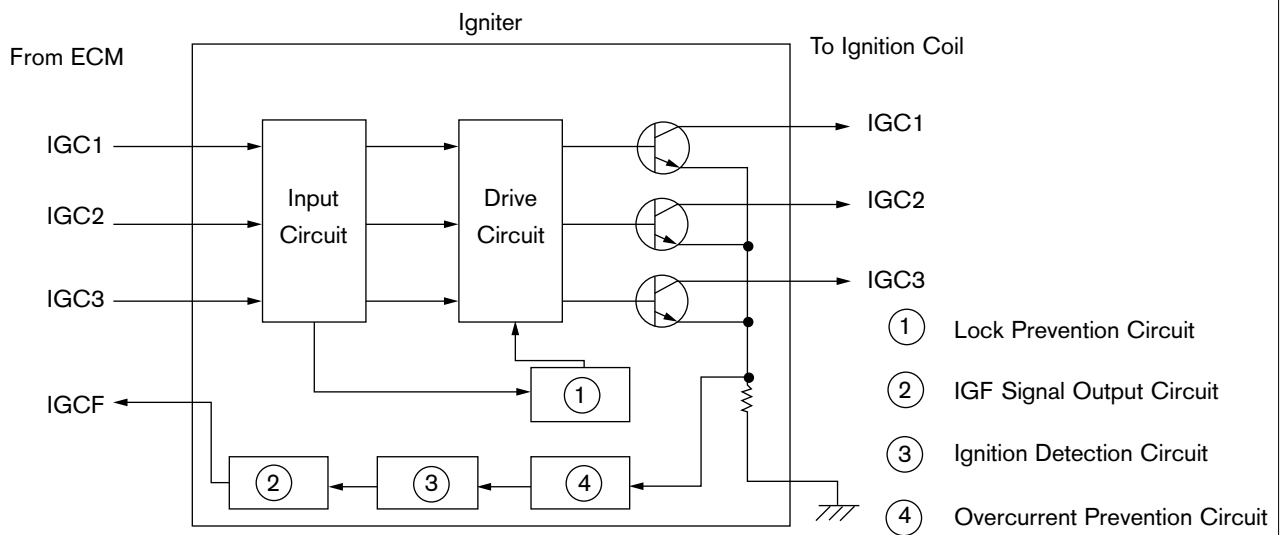 Igniter
From ECM
To Ignition Coil
IGC1
IGC1
Input
Circuit
Drive
Circuit
IGC2
IGC2
IGC3
IGC3
1 Lock Prevention Circuit
1
IGCF
2 IGF Signal Output Circuit
3 Ignition Detection Circuit
2
3
4
4 Overcurrent Prevention Circuit